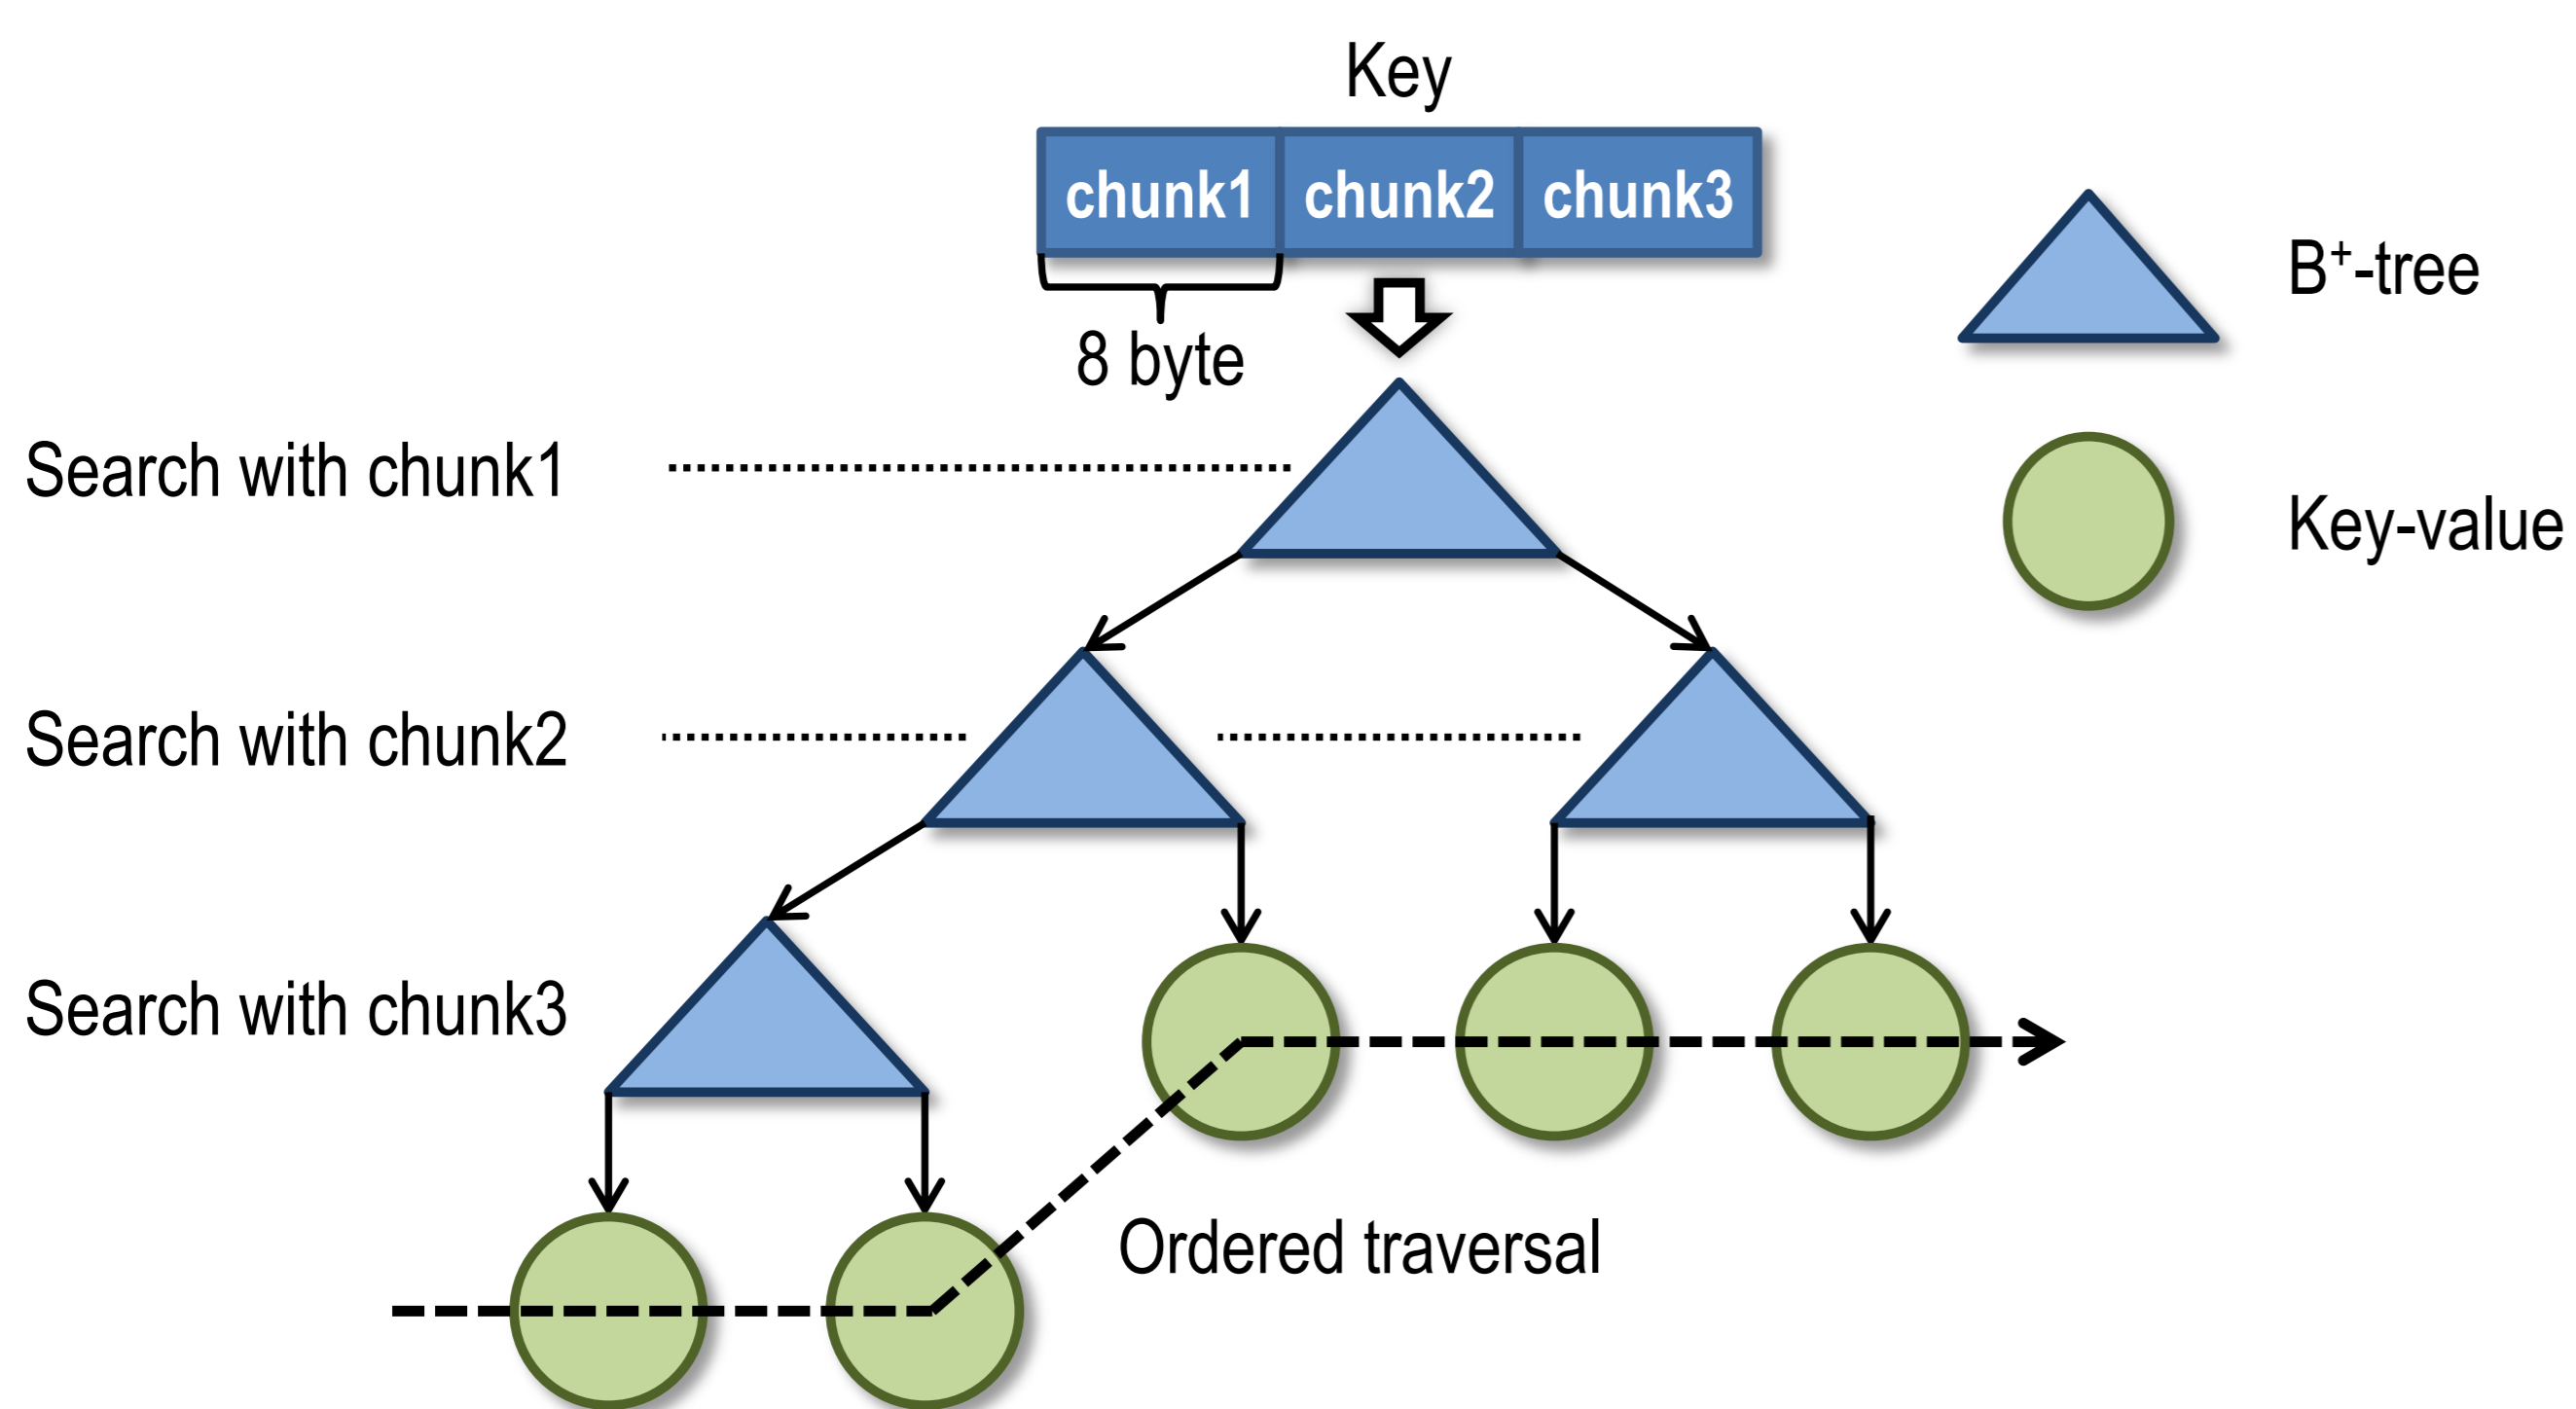 Key
chunk1 chunk2 chunk3
8 byte
B+-tree
Key-value
Search with chunk1
Search with chunk2
Search with chunk3
Ordered traversal